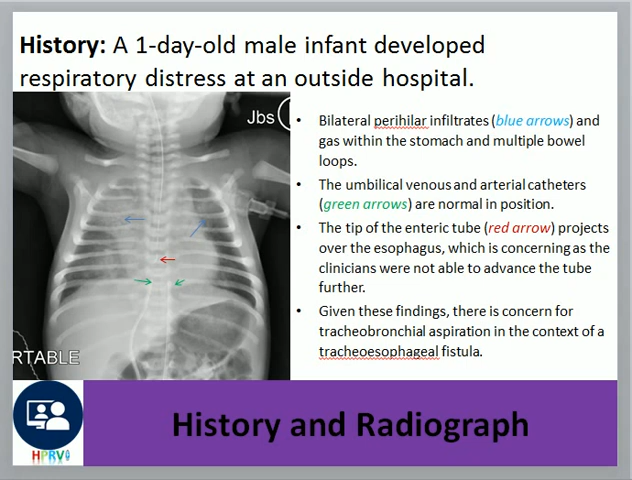 History: A 1-day-old male infant developed
respiratory distress at an outside hospital.
Jbs
RTABLE
• Bilateral perihilar infiltrates (blue arrows) and
gas within the stomach and multiple bowel
loops.
• The umbilical venous and arterial catheters
(green arrows) are normal in position.
• The tip of the enteric tube (red arrow) projects
over the esophagus, which is concerning as the
clinicians were not able to advance the tube
further.
• Given these findings, there is concern for
tracheobronchial aspiration in the context of a
tracheoesophageal fistula.
HPRV
History and Radiograph